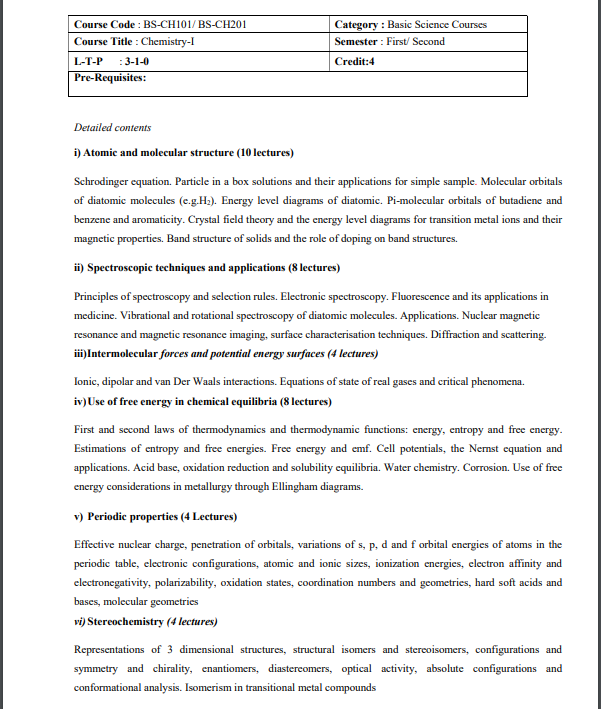 Course Code : BS-CH101/ BS-CH201
Category : Basic Science Courses
Course Title : Chemistry-I
Semester : First/ Second
L-T-P : 3-1-0
Credit:4
Pre-Requisites:
Detailed contents
i) Atomic and molecular structure (10 lectures)
Schrodinger equation. Particle in a box solutions and their applications for simple sample. Molecular orbitals
of diatomic molecules (e.g.H₂). Energy level diagrams of diatomic. Pi-molecular orbitals of butadiene and
benzene and aromaticity. Crystal field theory and the energy level diagrams for transition metal ions and their
magnetic properties. Band structure of solids and the role of doping on band structures.
ii) Spectroscopic techniques and applications (8 lectures)
Principles of spectroscopy and selection rules. Electronic spectroscopy. Fluorescence and its applications in
medicine. Vibrational and rotational spectroscopy of diatomic molecules. Applications. Nuclear magnetic
resonance and magnetic resonance imaging, surface characterisation techniques. Diffraction and scattering.
iii)Intermolecular forces and potential energy surfaces (4 lectures)
Ionic, dipolar and van Der Waals interactions. Equations of state of real gases and critical phenomena.
iv)Use of free energy in chemical equilibria (8 lectures)
First and second laws of thermodynamics and thermodynamic functions: energy, entropy and free energy.
Estimations of entropy and free energies. Free energy and emf. Cell potentials, the Nernst equation and
applications. Acid base, oxidation reduction and solubility equilibria. Water chemistry. Corrosion. Use of free
energy considerations in metallurgy through Ellingham diagrams.
v) Periodic properties (4 Lectures)
Effective nuclear charge, penetration of orbitals, variations of s, p, d and f orbital energies of atoms in the
periodic table, electronic configurations, atomic and ionic sizes, ionization energies, electron affinity and
electronegativity, polarizability, oxidation states, coordination numbers and geometries, hard soft acids and
bases, molecular geometries
vi) Stereochemistry (4 lectures)
Representations of 3 dimensional structures, structural isomers and stereoisomers, configurations and
symmetry and chirality, enantiomers, diastereomers, optical activity, absolute configurations and
conformational analysis. Isomerism in transitional metal compounds